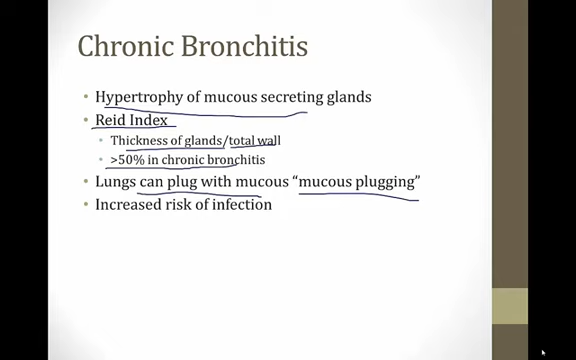 Chronic Bronchitis
• Hypertrophy of mucous secreting glands
• Reid Index
• Thickness of glands/total wall
• >50% in chronic bronchitis
• Lungs can plug with mucous “mucous plugging”
• Increased risk of infection